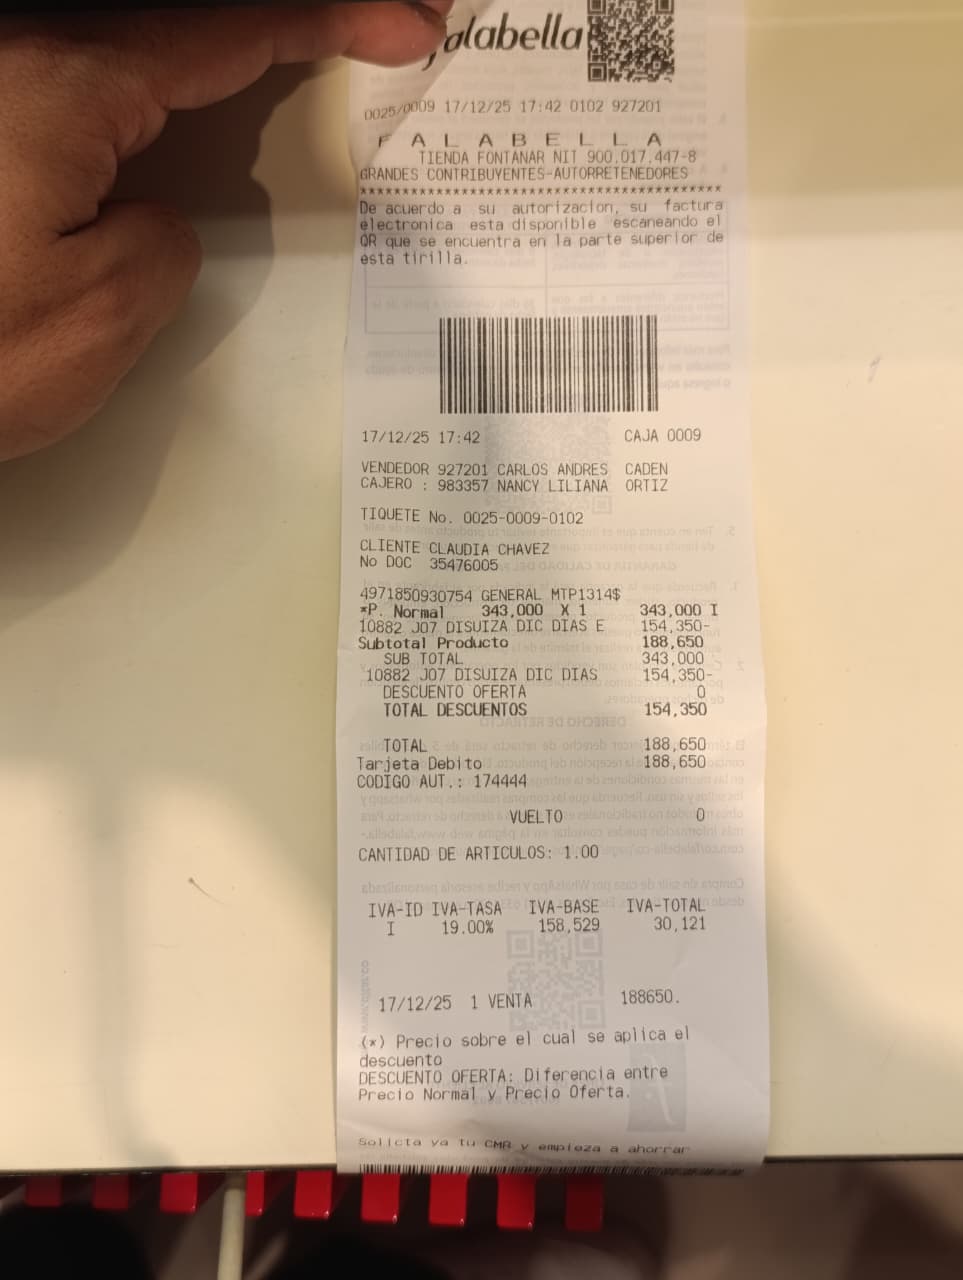 falabella
0025/0009 17/12/25 17:42 0102 927201
F A L A B E L L A
TIENDA FONTANAR NIT 900.017.447-8
GRANDES CONTRIBUYENTES-AUTORRETENEDORES
*******************************************
De acuerdo a su autorizacion, su factura
electronica esta disponible escaneando el
QR que se encuentra en la parte superior de
esta tirilla.
17/12/25 17:42 CAJA 0009
VENDEDOR 927201 CARLOS ANDRES CADEN
CAJERO : 983357 NANCY LILIANA ORTIZ
TIQUETE No. 0025-0009-0102
CLIENTE CLAUDIA CHAVEZ
No DOC 35476005
4971850930754 GENERAL MTP1314$
*P. Normal 343,000 X 1 343,000 I
10882 J07 DISUIZA DIC DIAS E 154,350-
Subtotal Producto 188,650
SUB TOTAL 343,000
10882 J07 DISUIZA DIC DIAS 154,350-
DESCUENTO OFERTA 0
TOTAL DESCUENTOS 154,350
TOTAL 188,650
Tarjeta Debito 188,650
CODIGO AUT.: 174444
VUELTO 0
CANTIDAD DE ARTICULOS: 1.00
IVA-ID IVA-TASA IVA-BASE IVA-TOTAL
I 19.00% 158,529 30,121
17/12/25 1 VENTA 188650.
(*) Precio sobre el cual se aplica el
descuento
DESCUENTO OFERTA: Diferencia entre
Precio Normal y Precio Oferta.
Solicta ya tu CMR y empieza a ahorrar